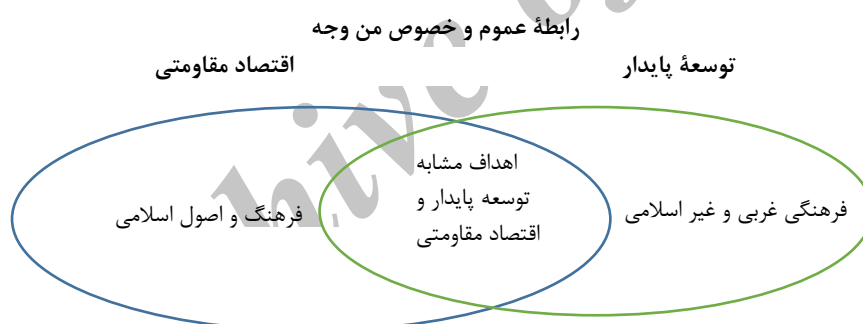 رابطهٔ عموم و خصوص من وجه
توسعهٔ پایدار
اقتصاد مقاومتی
اهداف مشابه
توسعه پایدار و
اقتصاد مقاومتی
فرهنگی غربی و غیر اسلامی
فرهنگ و اصول اسلامی